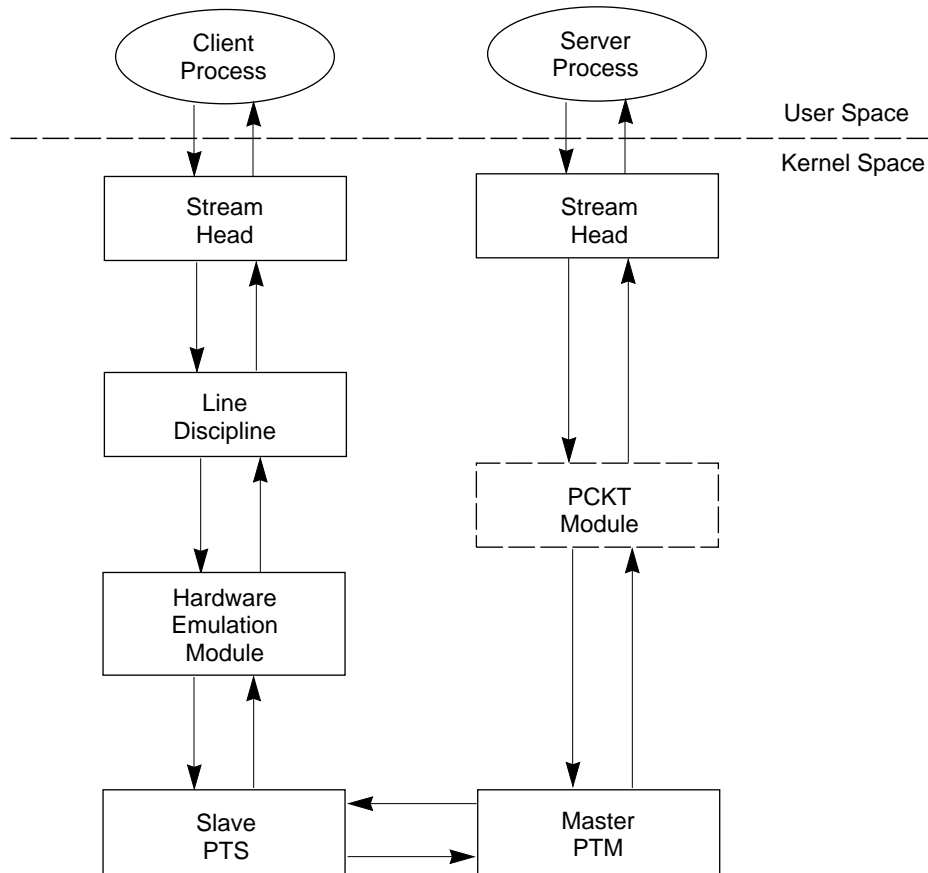 Client
Process
Server
Process
User Space
Kernel Space
Stream
Head
Stream
Head
Line
Discipline
PCKT
Module
Hardware
Emulation
Module
Slave
PTS
Master
PTM